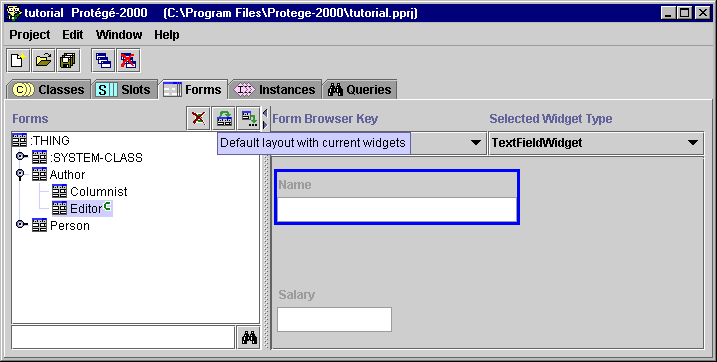 tutorial Protégé-2000 (C:\Program Files\Protege-2000\tutorial.pprj)
Project Edit Window Help
C Classes S Slots Forms I Instances Queries
Forms Form Browser Key Selected Widget Type
Default layout with current widgets TextFieldWidget
:THING
:SYSTEM-CLASS
Author
Columnist
Editor C
Person
Name
Salary